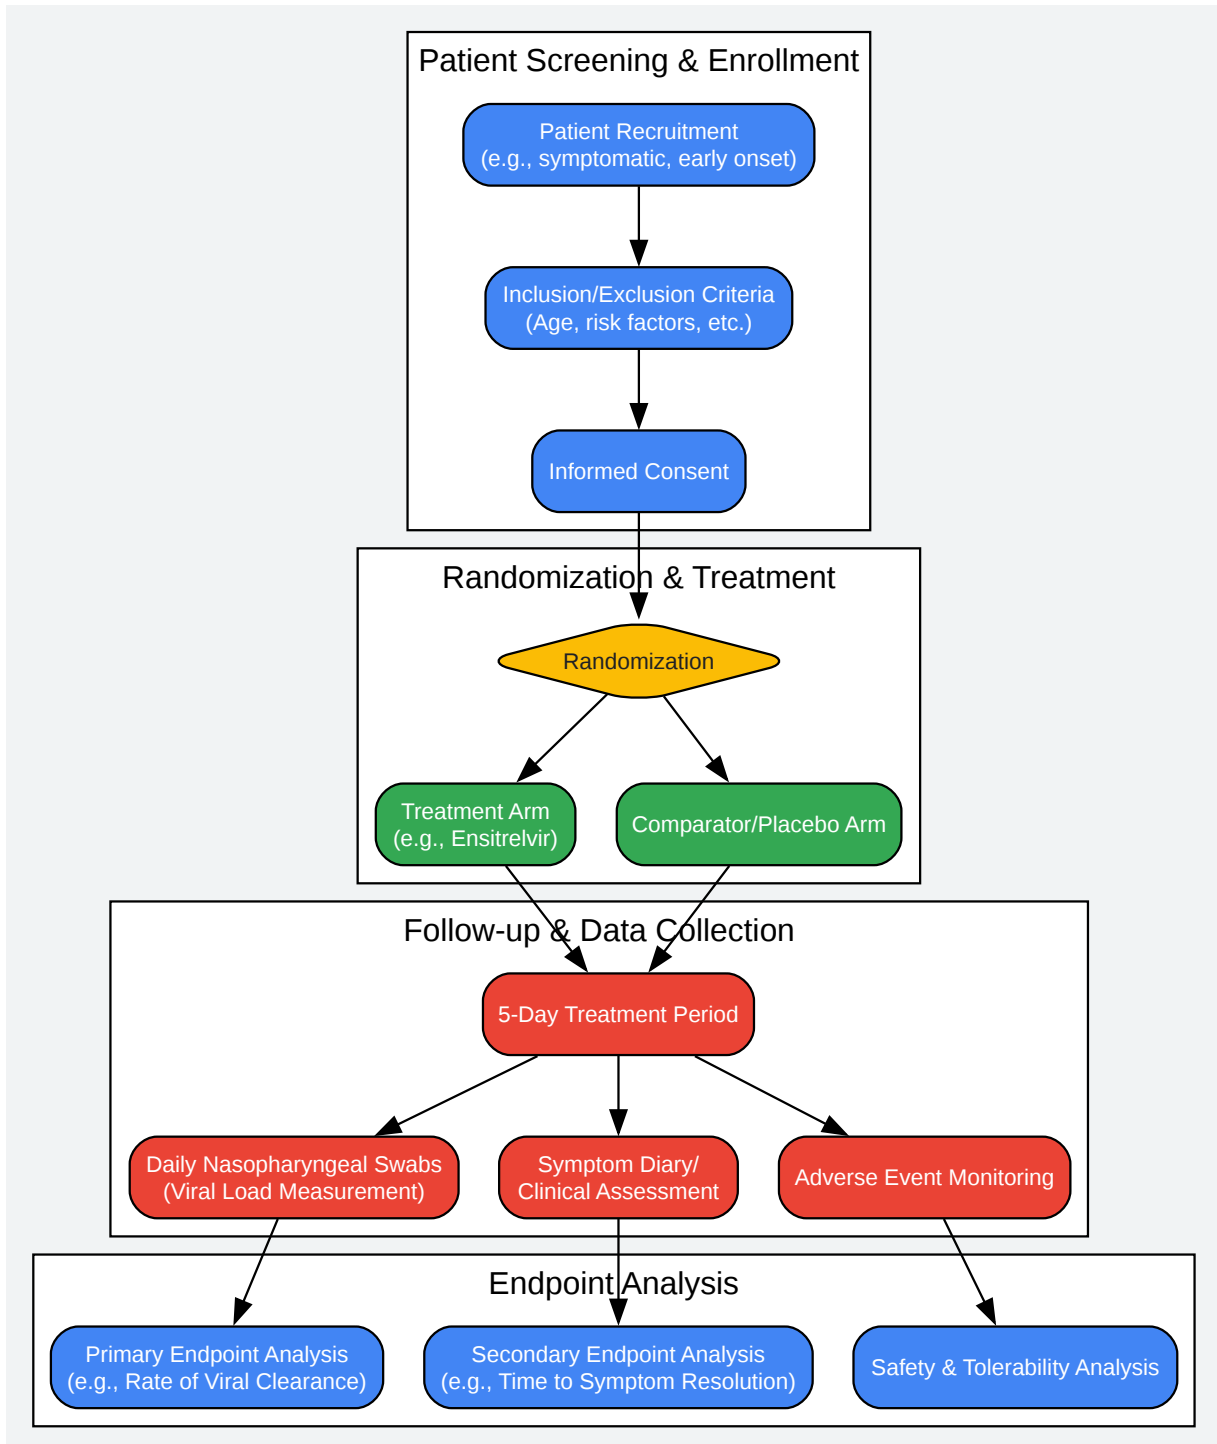 Patient Screening & Enrollment
Patient Recruitment
(e.g., symptomatic, early onset)
Inclusion/Exclusion Criteria
(Age, risk factors, etc.)
Informed Consent
Randomization & Treatment
Randomization
Treatment Arm
(e.g., Ensitrelvir)
Comparator/Placebo Arm
Follow-up & Data Collection
5-Day Treatment Period
Daily Nasopharyngeal Swabs
(Viral Load Measurement)
Symptom Diary/
Clinical Assessment
Adverse Event Monitoring
Endpoint Analysis
Primary Endpoint Analysis
(e.g., Rate of Viral Clearance)
Secondary Endpoint Analysis
(e.g., Time to Symptom Resolution)
Safety & Tolerability Analysis